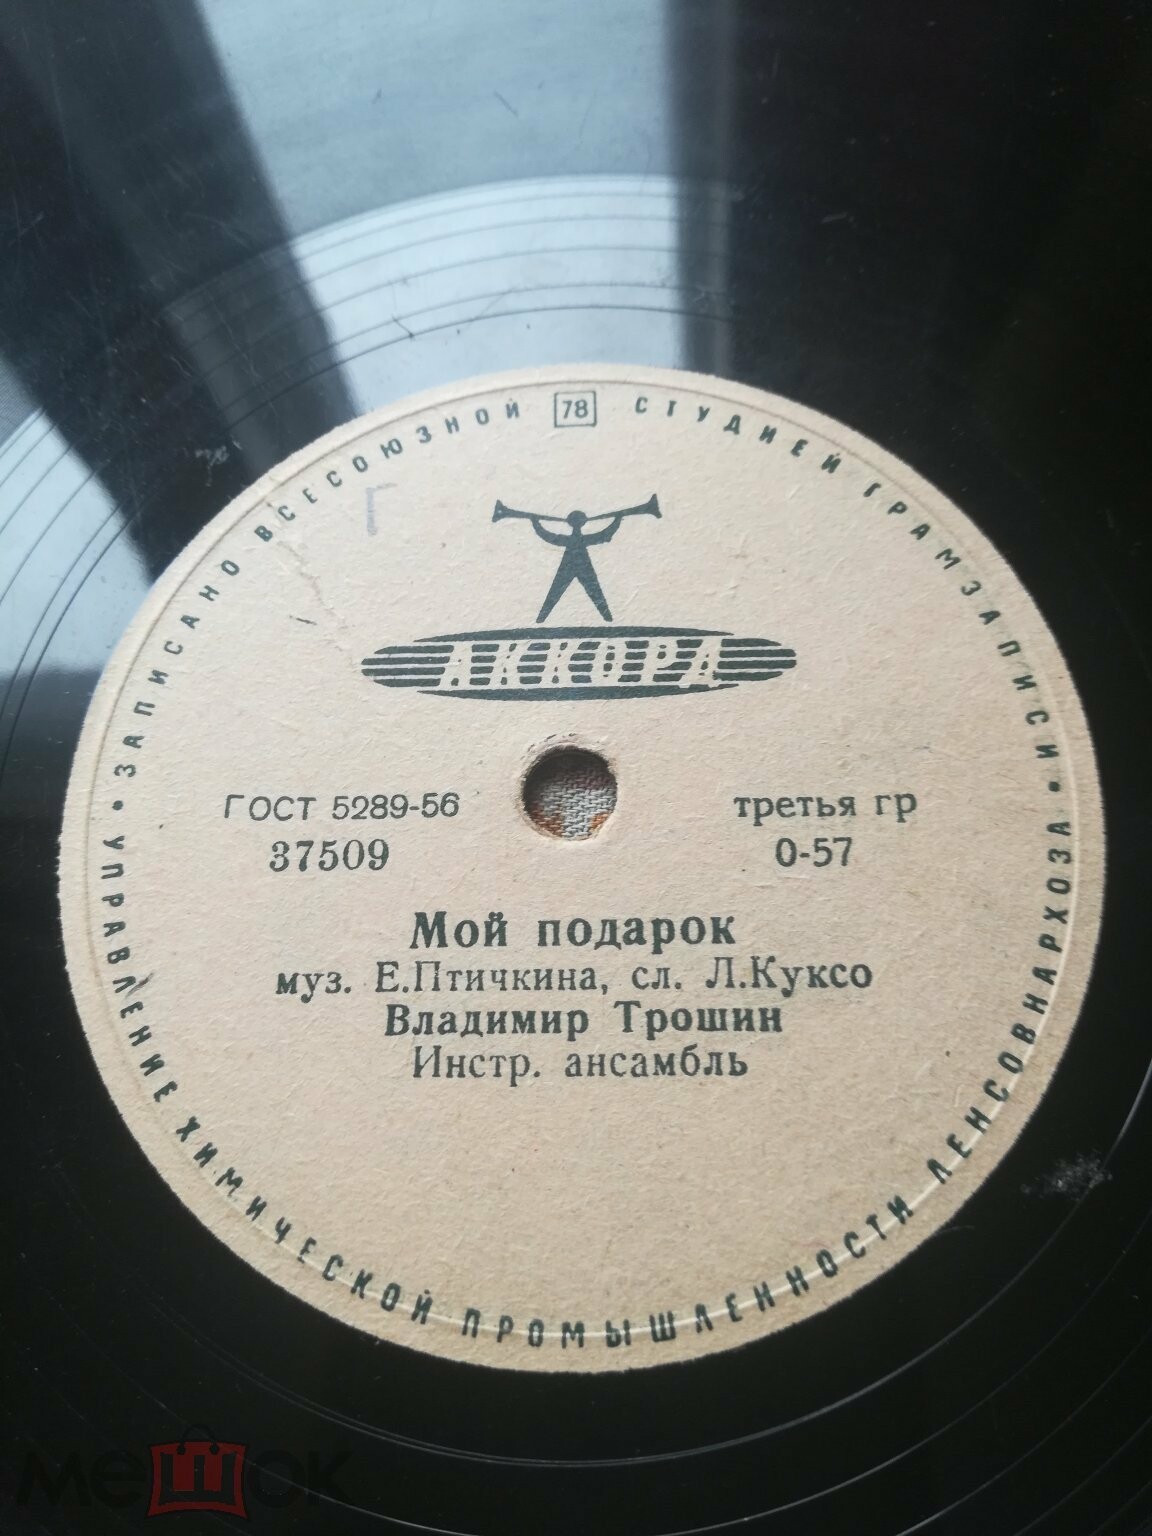 ЗАПИСАНО ВСЕСОЮЗНОЙ 78 СТУДИЕЙ ГРАМЗАПИСИ
Г
АККОРД
ГОСТ 5289-56
третья гр
37509
0-57
Мой подарок
муз. Е.Птичкина, сл. Л.Куксо
Владимир Трошин
Инстр. ансамбль
• УПРАВЛЕНИЕ ХИМИЧЕСКОЙ ПРОМЫШЛЕННОСТИ ЛЕНСОВНАРХОЗА •
мешок